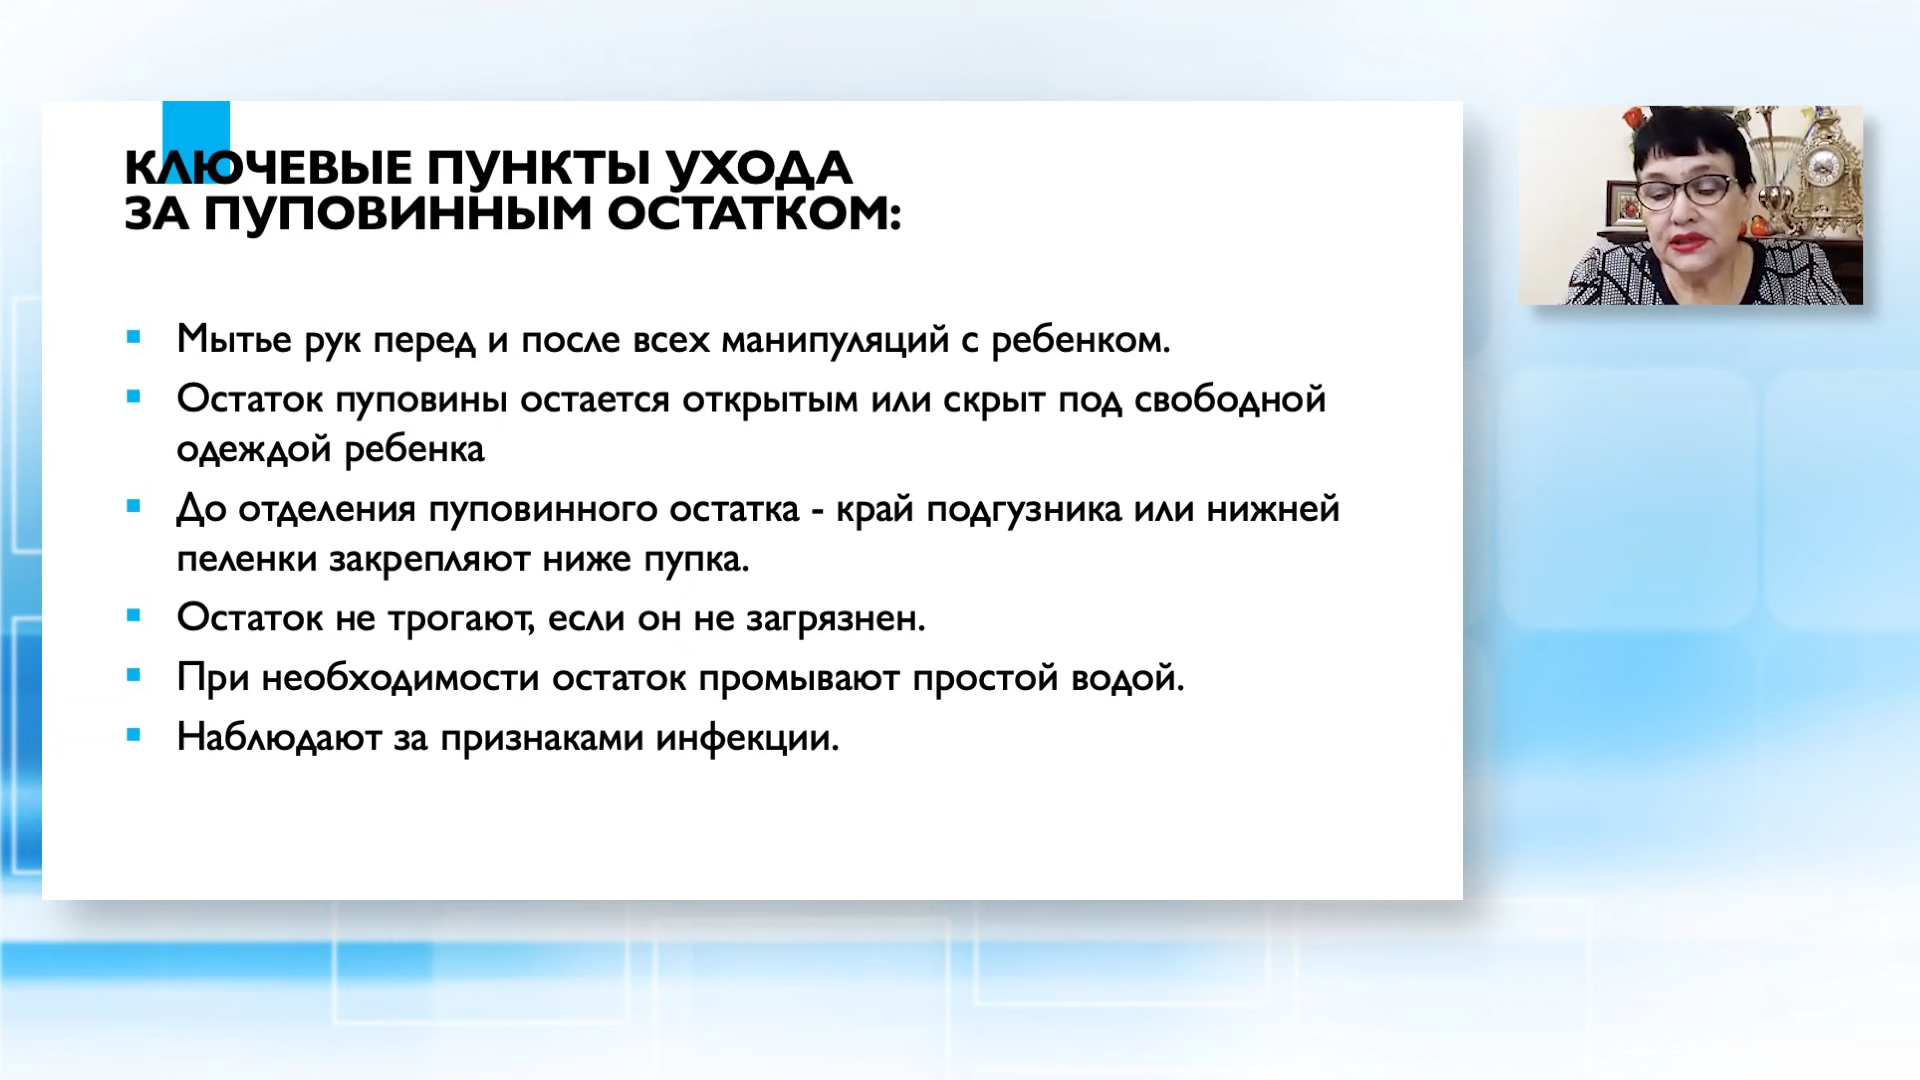 КЛЮЧЕВЫЕ ПУНКТЫ УХОДА
ЗА ПУПОВИННЫМ ОСТАТКОМ:
Мытье рук перед и после всех манипуляций с ребенком.
Остаток пуповины остается открытым или скрыт под свободной
одеждой ребенка
До отделения пуповинного остатка - край подгузника или нижней
пеленки закрепляют ниже пупка.
Остаток не трогают, если он не загрязнен.
При необходимости остаток промывают простой водой.
Наблюдают за признаками инфекции.